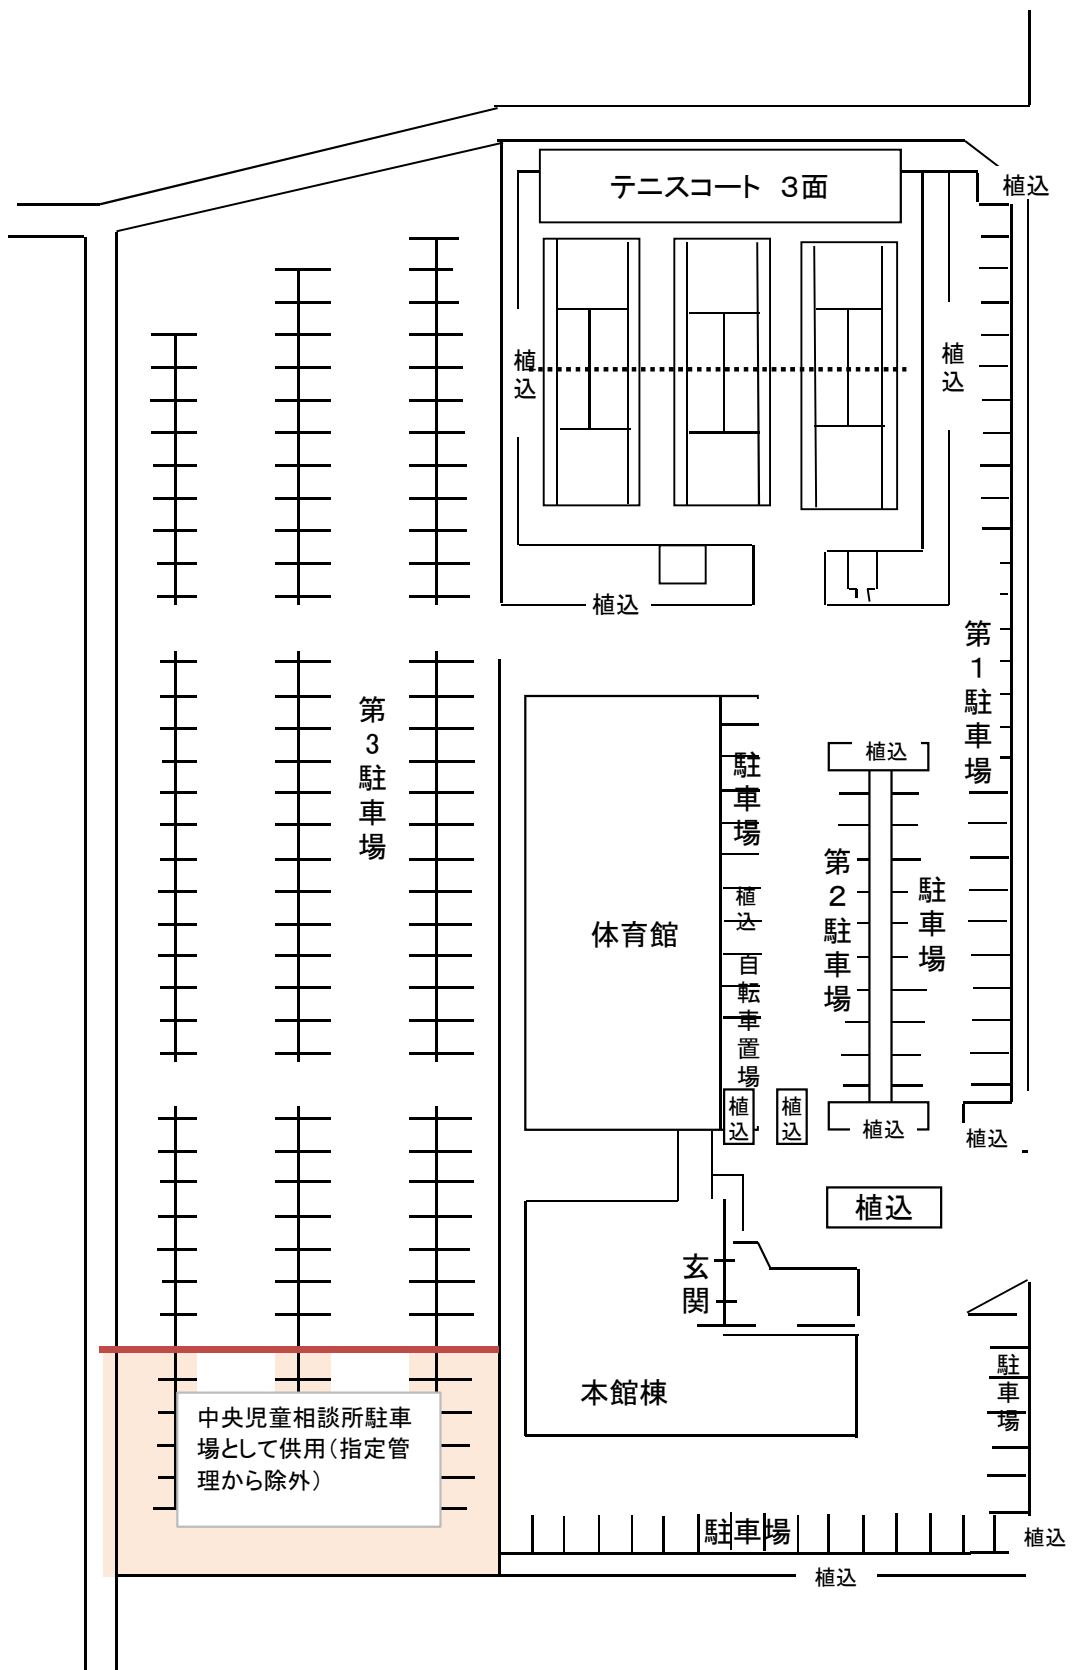 テニスコート ３面
植込
植込
植込
植込
第１駐車場
第３駐車場
駐車場
植込
第２駐車場
駐車場
植込
体育館
自転車置場
植込
植込
植込
植込
植込
玄関
本館棟
駐車場
中央児童相談所駐車
場として供用（指定管
理から除外）
駐車場
植込
植込